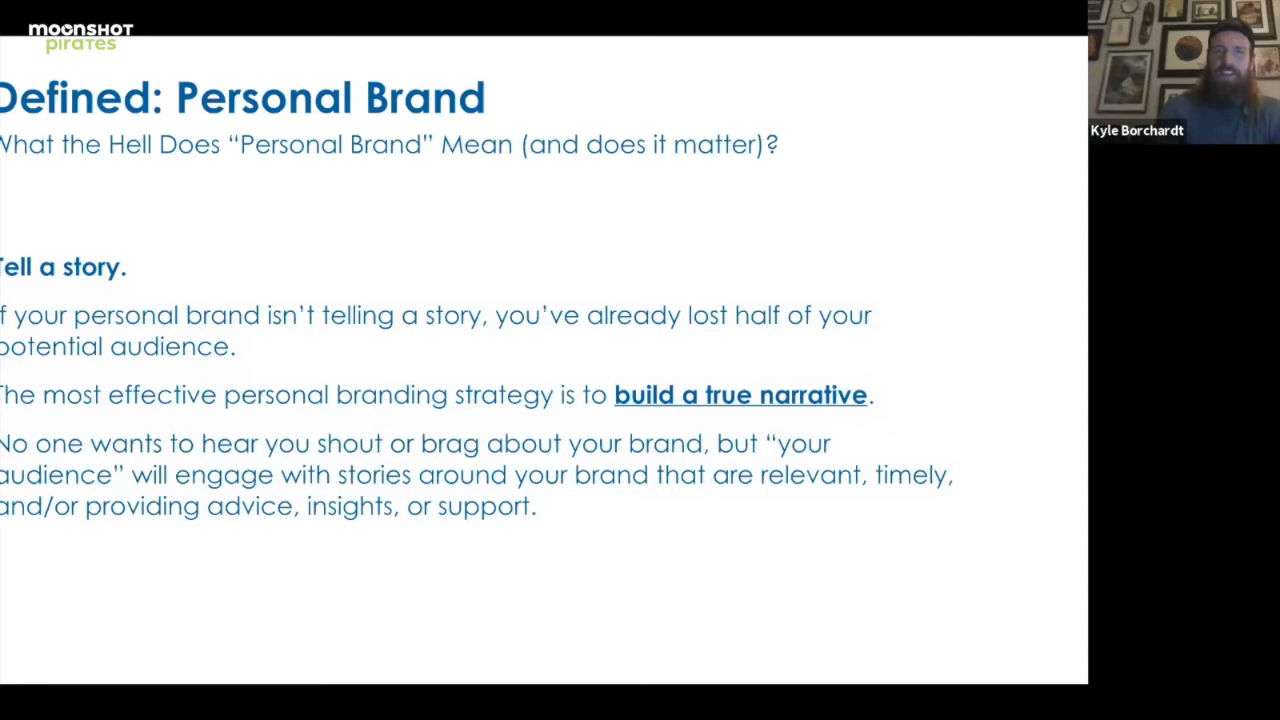 moonshot
pirates
Defined: Personal Brand
What the Hell Does “Personal Brand” Mean (and does it matter)?
Kyle Borchardt
Tell a story.
If your personal brand isn’t telling a story, you’ve already lost half of your
potential audience.
The most effective personal branding strategy is to build a true narrative.
No one wants to hear you shout or brag about your brand, but “your
audience” will engage with stories around your brand that are relevant, timely,
and/or providing advice, insights, or support.